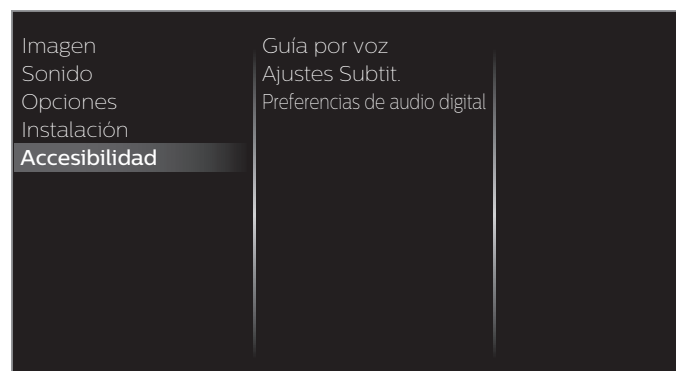 Imagen
Sonido
Opciones
Instalación
Accesibilidad
Guía por voz
Ajustes Subtit.
Preferencias de audio digital